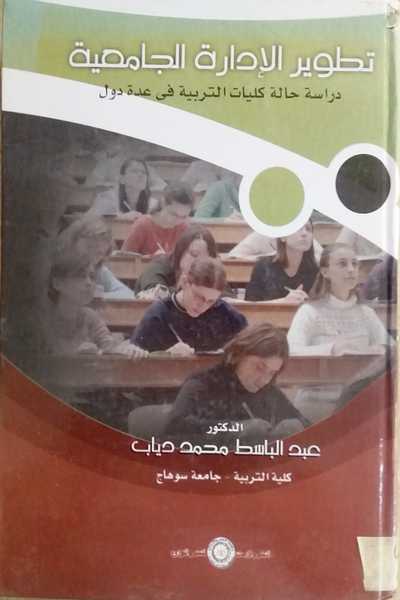 تطوير الإدارة الجامعية
دراسة حالة كليات التربية فى عدة دول
الدكتور
عبد الباسط محمد دياب
كلية التربية - جامعة سوهاج